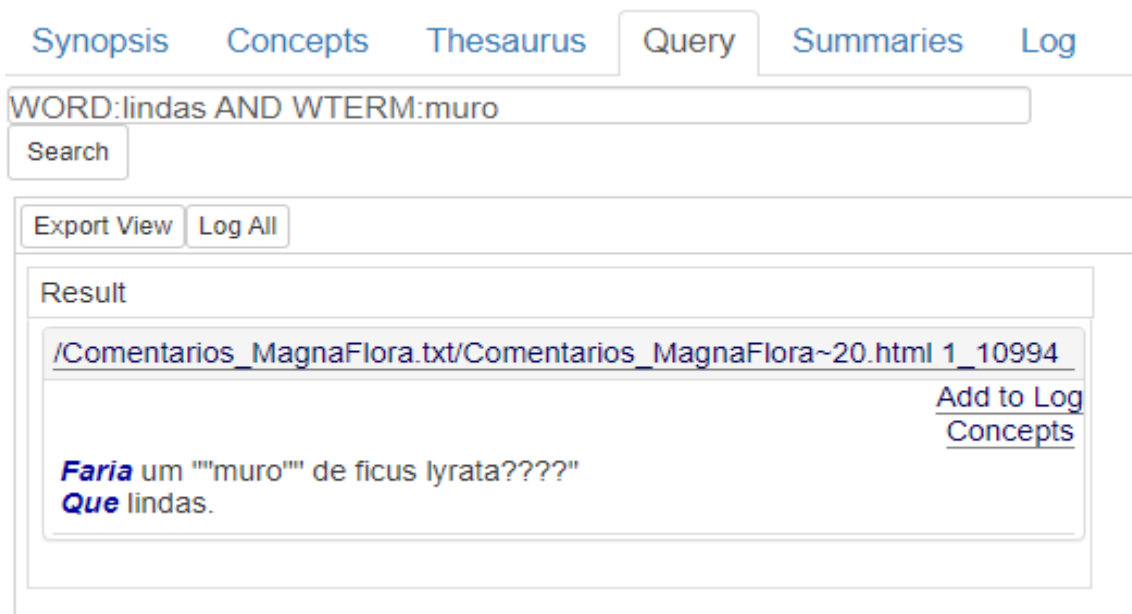 Synopsis Concepts Thesaurus Query Summaries Log
WORD:lindas AND WTERM:muro
Search
Export View Log All
Result
/Comentarios_MagnaFlora.txt/Comentarios_MagnaFlora~20.html 1_10994
Add to Log
Concepts
Faria um ""muro"" de ficus lyrata????"
Que lindas.